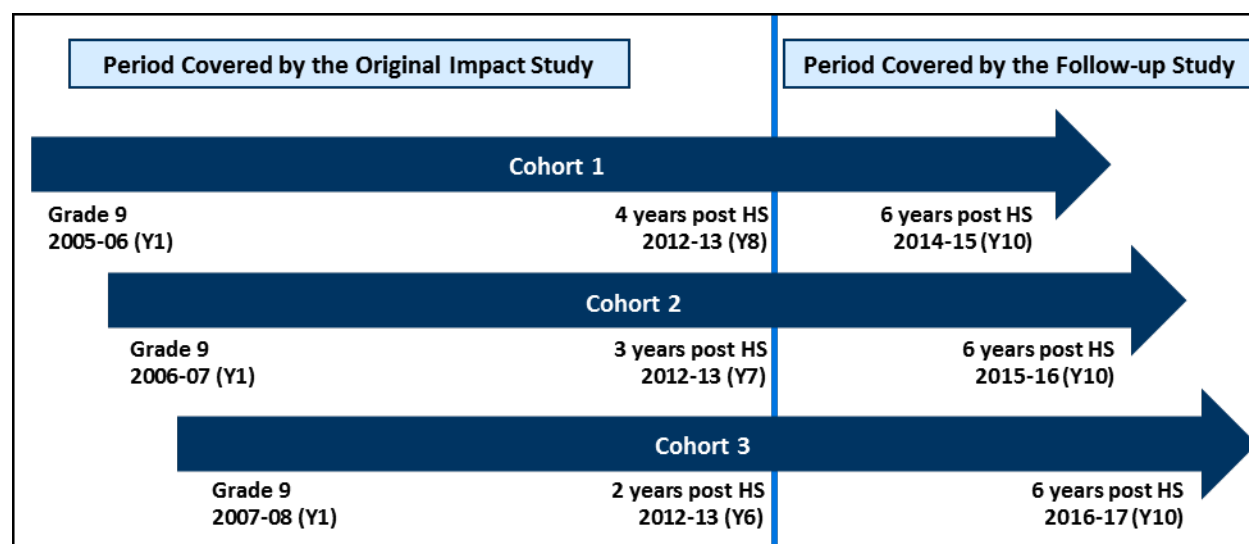 Period Covered by the Original Impact Study
Period Covered by the Follow-up Study
Cohort 1
Grade 9
2005-06 (Y1)
4 years post HS
2012-13 (Y8)
6 years post HS
2014-15 (Y10)
Cohort 2
Grade 9
2006-07 (Y1)
3 years post HS
2012-13 (Y7)
6 years post HS
2015-16 (Y10)
Cohort 3
Grade 9
2007-08 (Y1)
2 years post HS
2012-13 (Y6)
6 years post HS
2016-17 (Y10)